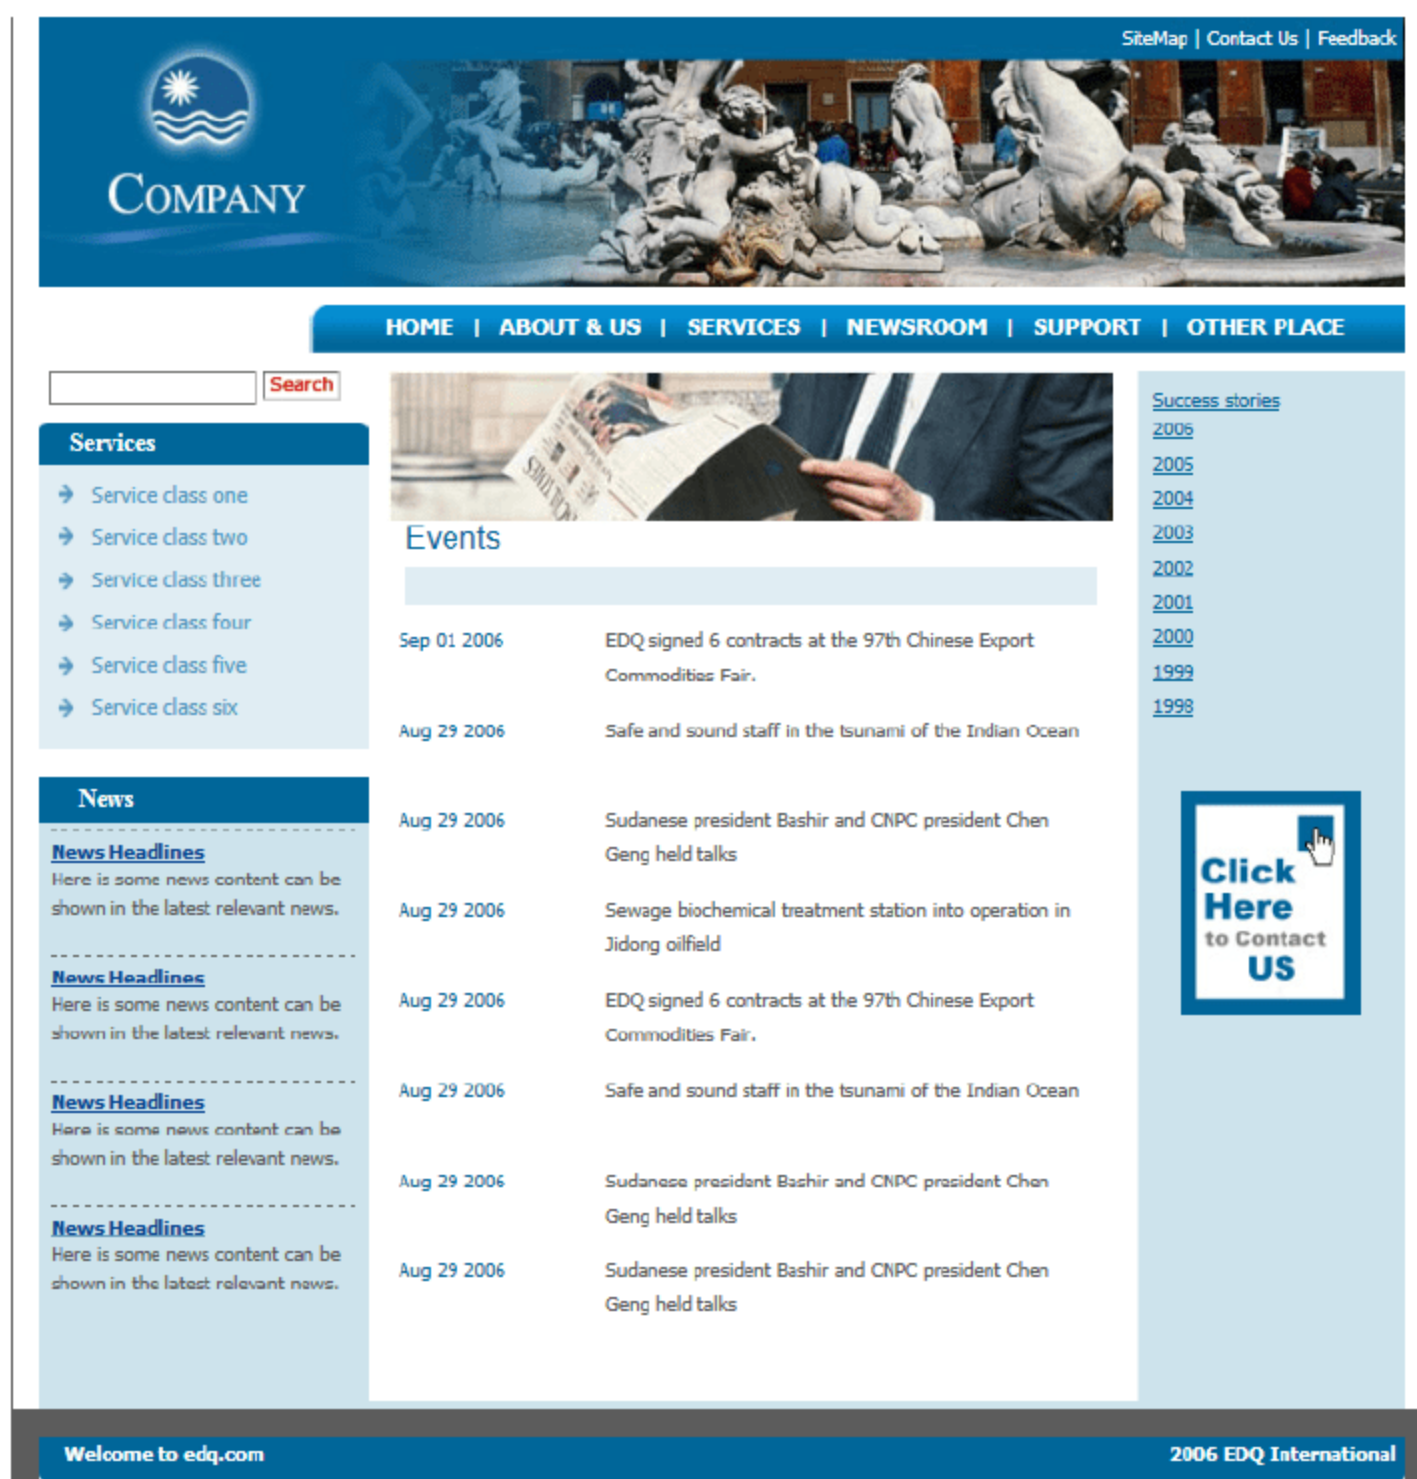 SiteMap | Contact Us | Feedback
COMPANY
HOME | ABOUT & US | SERVICES | NEWSROOM | SUPPORT | OTHER PLACE
Search
Services
Service class one
Service class two
Service class three
Service class four
Service class five
Service class six
News
News Headlines
Here is some news content can be
shown in the latest relevant news.
News Headlines
Here is some news content can be
shown in the latest relevant news.
News Headlines
Here is some news content can be
shown in the latest relevant news.
News Headlines
Here is some news content can be
shown in the latest relevant news.
Events
Sep 01 2006 EDQ signed 6 contracts at the 97th Chinese Export
Commodities Fair.
Aug 29 2006 Safe and sound staff in the tsunami of the Indian Ocean
Aug 29 2006 Sudanese president Bashir and CNPC president Chen
Geng held talks
Aug 29 2006 Sewage biochemical treatment station into operation in
Jidong oilfield
Aug 29 2006 EDQ signed 6 contracts at the 97th Chinese Export
Commodities Fair.
Aug 29 2006 Safe and sound staff in the tsunami of the Indian Ocean
Aug 29 2006 Sudanese president Bashir and CNPC president Chen
Geng held talks
Aug 29 2006 Sudanese president Bashir and CNPC president Chen
Geng held talks
Success stories
2006
2005
2004
2003
2002
2001
2000
1999
1998
Click
Here
to Contact
US
Welcome to edq.com
2006 EDQ International